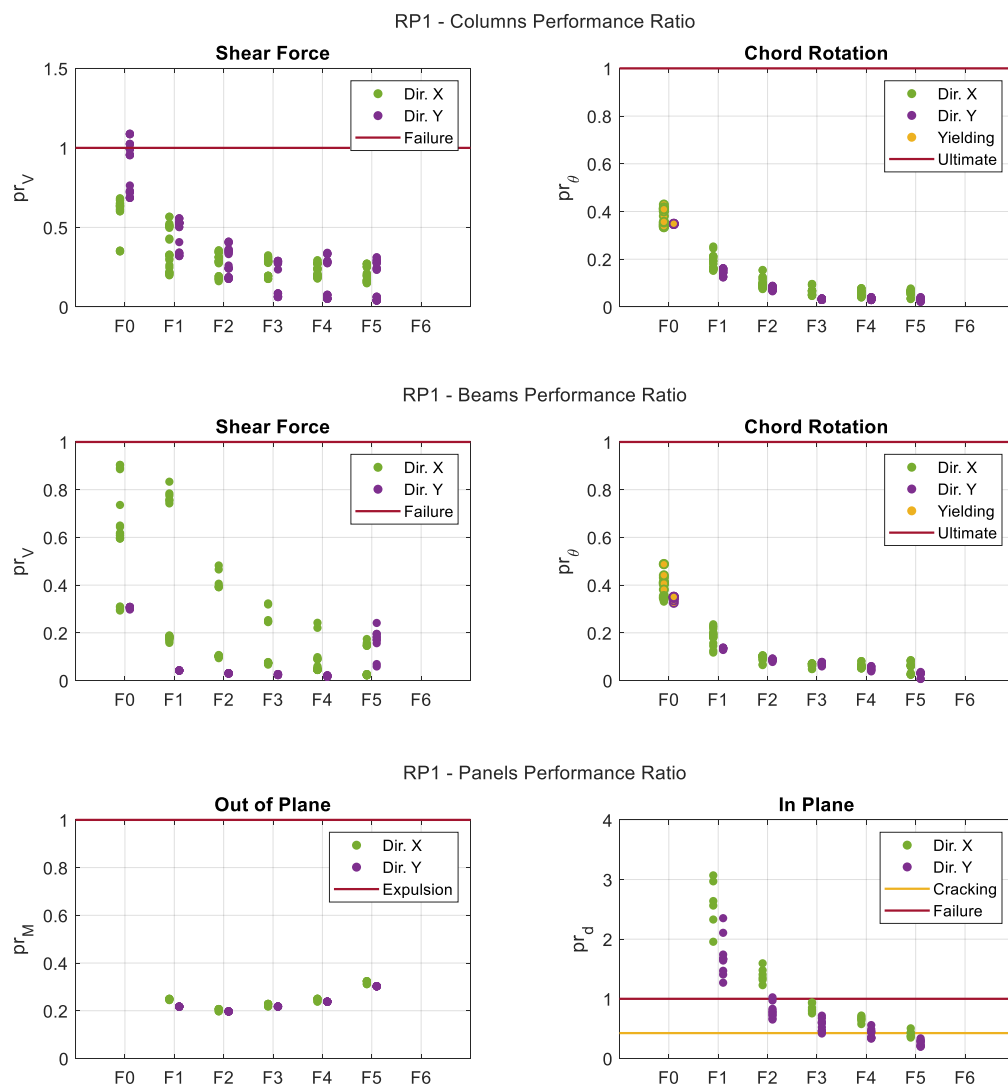 RP1 - Columns Performance Ratio
Shear Force
1.5
1
0.5
0
pr_V
Dir. X
Dir. Y
Failure
F0 F1 F2 F3 F4 F5 F6
Chord Rotation
1
0.8
0.6
0.4
0.2
0
pr_θ
Dir. X
Dir. Y
Yielding
Ultimate
F0 F1 F2 F3 F4 F5 F6
RP1 - Beams Performance Ratio
Shear Force
1
0.8
0.6
0.4
0.2
0
pr_V
Dir. X
Dir. Y
Failure
F0 F1 F2 F3 F4 F5 F6
Chord Rotation
1
0.8
0.6
0.4
0.2
0
pr_θ
Dir. X
Dir. Y
Yielding
Ultimate
F0 F1 F2 F3 F4 F5 F6
RP1 - Panels Performance Ratio
Out of Plane
1
0.8
0.6
0.4
0.2
0
pr_M
Dir. X
Dir. Y
Expulsion
F0 F1 F2 F3 F4 F5 F6
In Plane
4
3
2
1
0
pr_d
Dir. X
Dir. Y
Cracking
Failure
F0 F1 F2 F3 F4 F5 F6